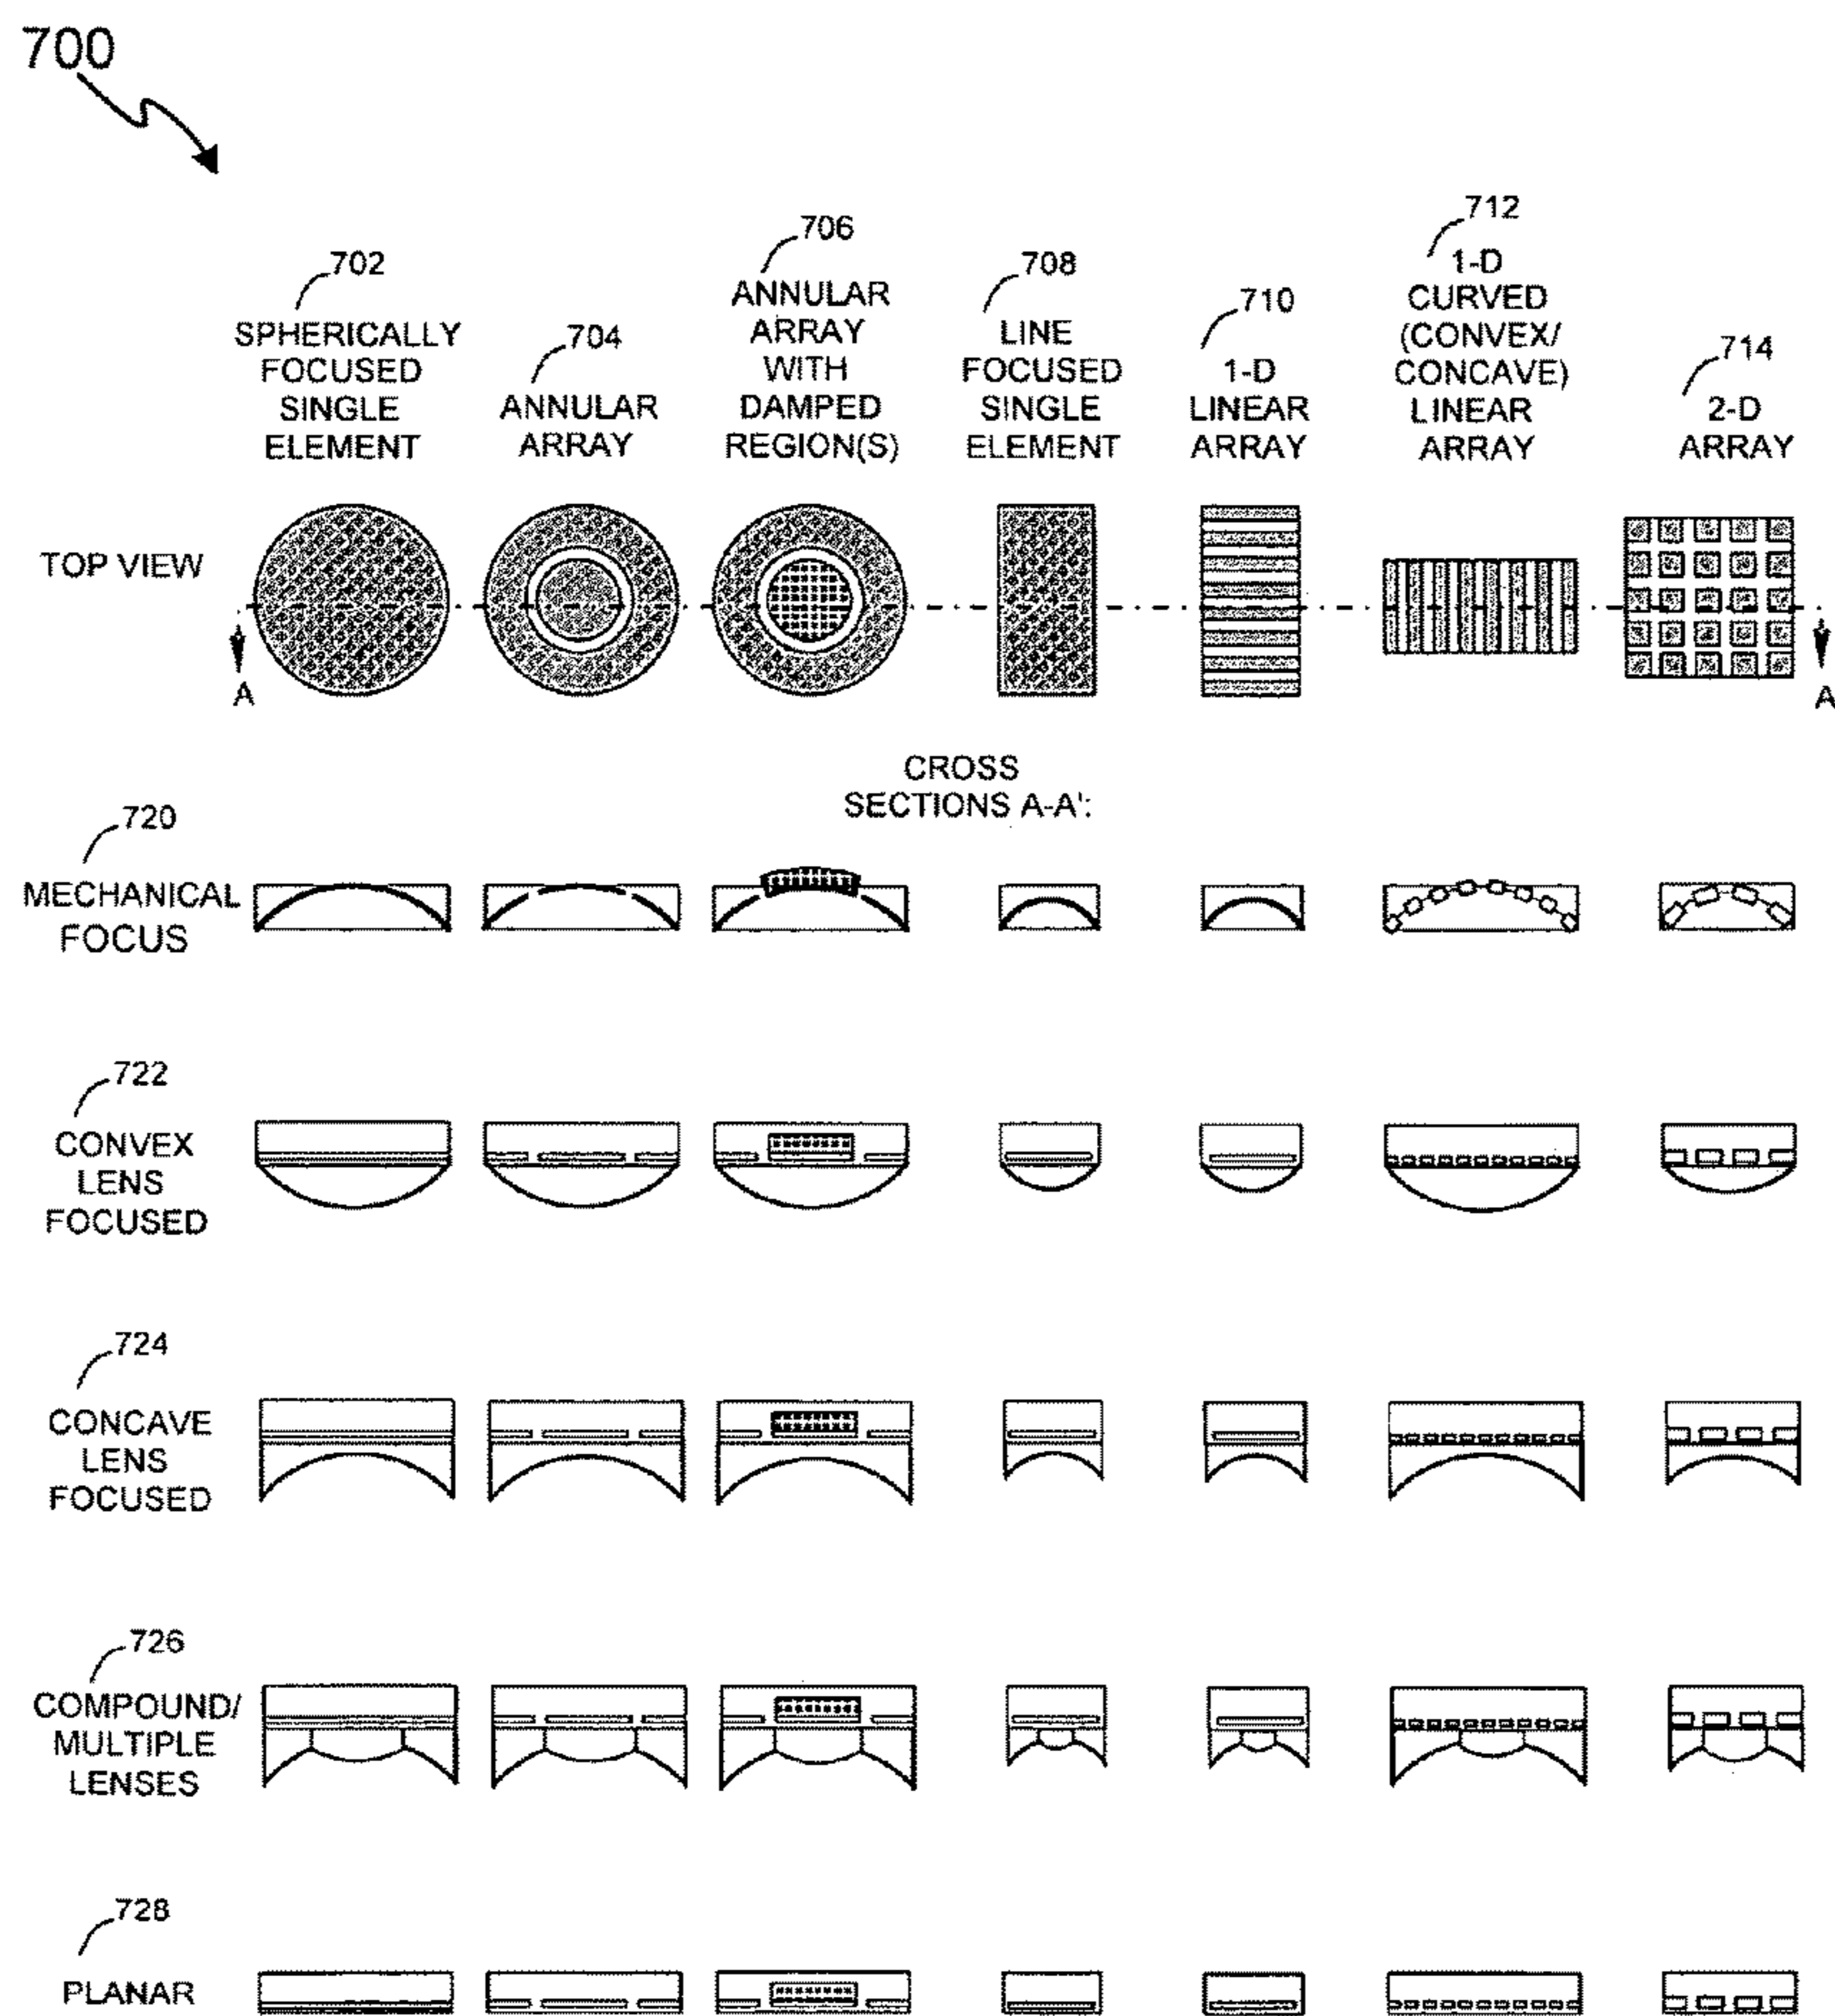 700
702
SPHERICALLY
FOCUSED
SINGLE
ELEMENT
704
ANNULAR
ARRAY
706
ANNULAR
ARRAY
WITH
DAMPED
REGION(S)
708
LINE
FOCUSED
SINGLE
ELEMENT
710
1-D
LINEAR
ARRAY
712
1-D
CURVED
(CONVEX/
CONCAVE)
LINEAR
ARRAY
714
2-D
ARRAY
TOP VIEW
A
A
CROSS
SECTIONS A-A':
720
MECHANICAL
FOCUS
722
CONVEX
LENS
FOCUSED
724
CONCAVE
LENS
FOCUSED
726
COMPOUND/
MULTIPLE
LENSES
728
PLANAR